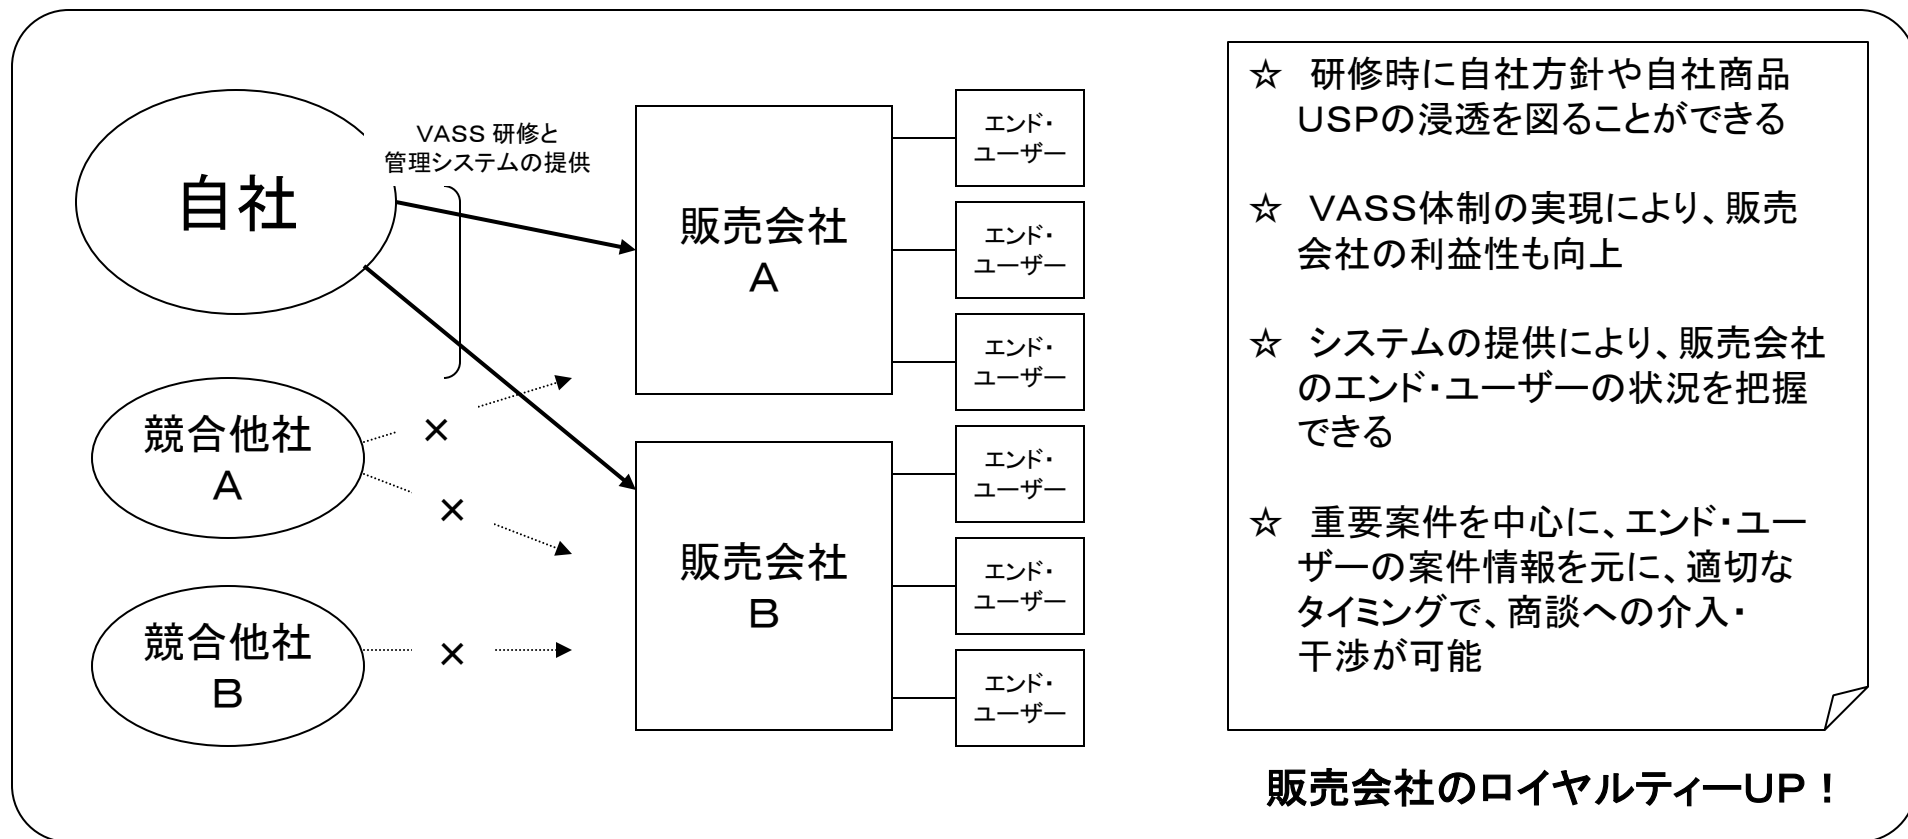 自社
VASS 研修と
管理システムの提供
競合他社
A
競合他社
B
×
×
×
販売会社
A
販売会社
B
エンド・
ユーザー
エンド・
ユーザー
エンド・
ユーザー
エンド・
ユーザー
エンド・
ユーザー
エンド・
ユーザー
☆ 研修時に自社方針や自社商品
USPの浸透を図ることができる
☆ VASS体制の実現により、販売
会社の利益性も向上
☆ システムの提供により、販売会社
のエンド・ユーザーの状況を把握
できる
☆ 重要案件を中心に、エンド・ユー
ザーの案件情報を元に、適切な
タイミングで、商談への介入・
干渉が可能
販売会社のロイヤルティーUP！